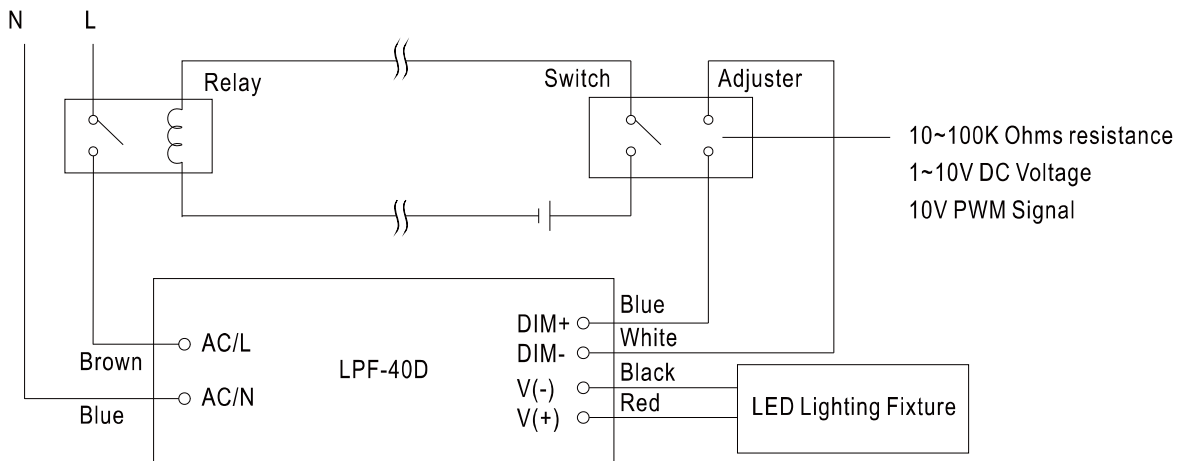 N
L
Relay
Switch
Adjuster
10~100K Ohms resistance
1~10V DC Voltage
10V PWM Signal
Blue
DIM+
White
AC/L
DIM-
Brown
LPF-40D
Black
V(-)
AC/N
Red
LED Lighting Fixture
Blue
V(+)